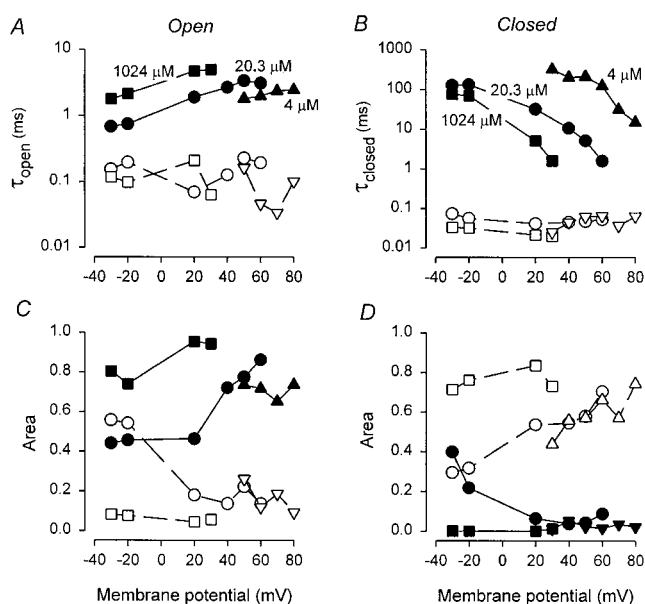 A
Open
B
Closed
10
1
0.1
0.01
τopen (ms)
1024 μM
20.3 μM
4 μM
-40 -20 0 20 40 60 80
1000
100
10
1
0.1
0.01
τclosed (ms)
4 μM
20.3 μM
1024 μM
-40 -20 0 20 40 60 80
C
1.0
0.8
0.6
0.4
0.2
0.0
Area
-40 -20 0 20 40 60 80
Membrane potential (mV)
D
1.0
0.8
0.6
0.4
0.2
0.0
Area
-40 -20 0 20 40 60 80
Membrane potential (mV)